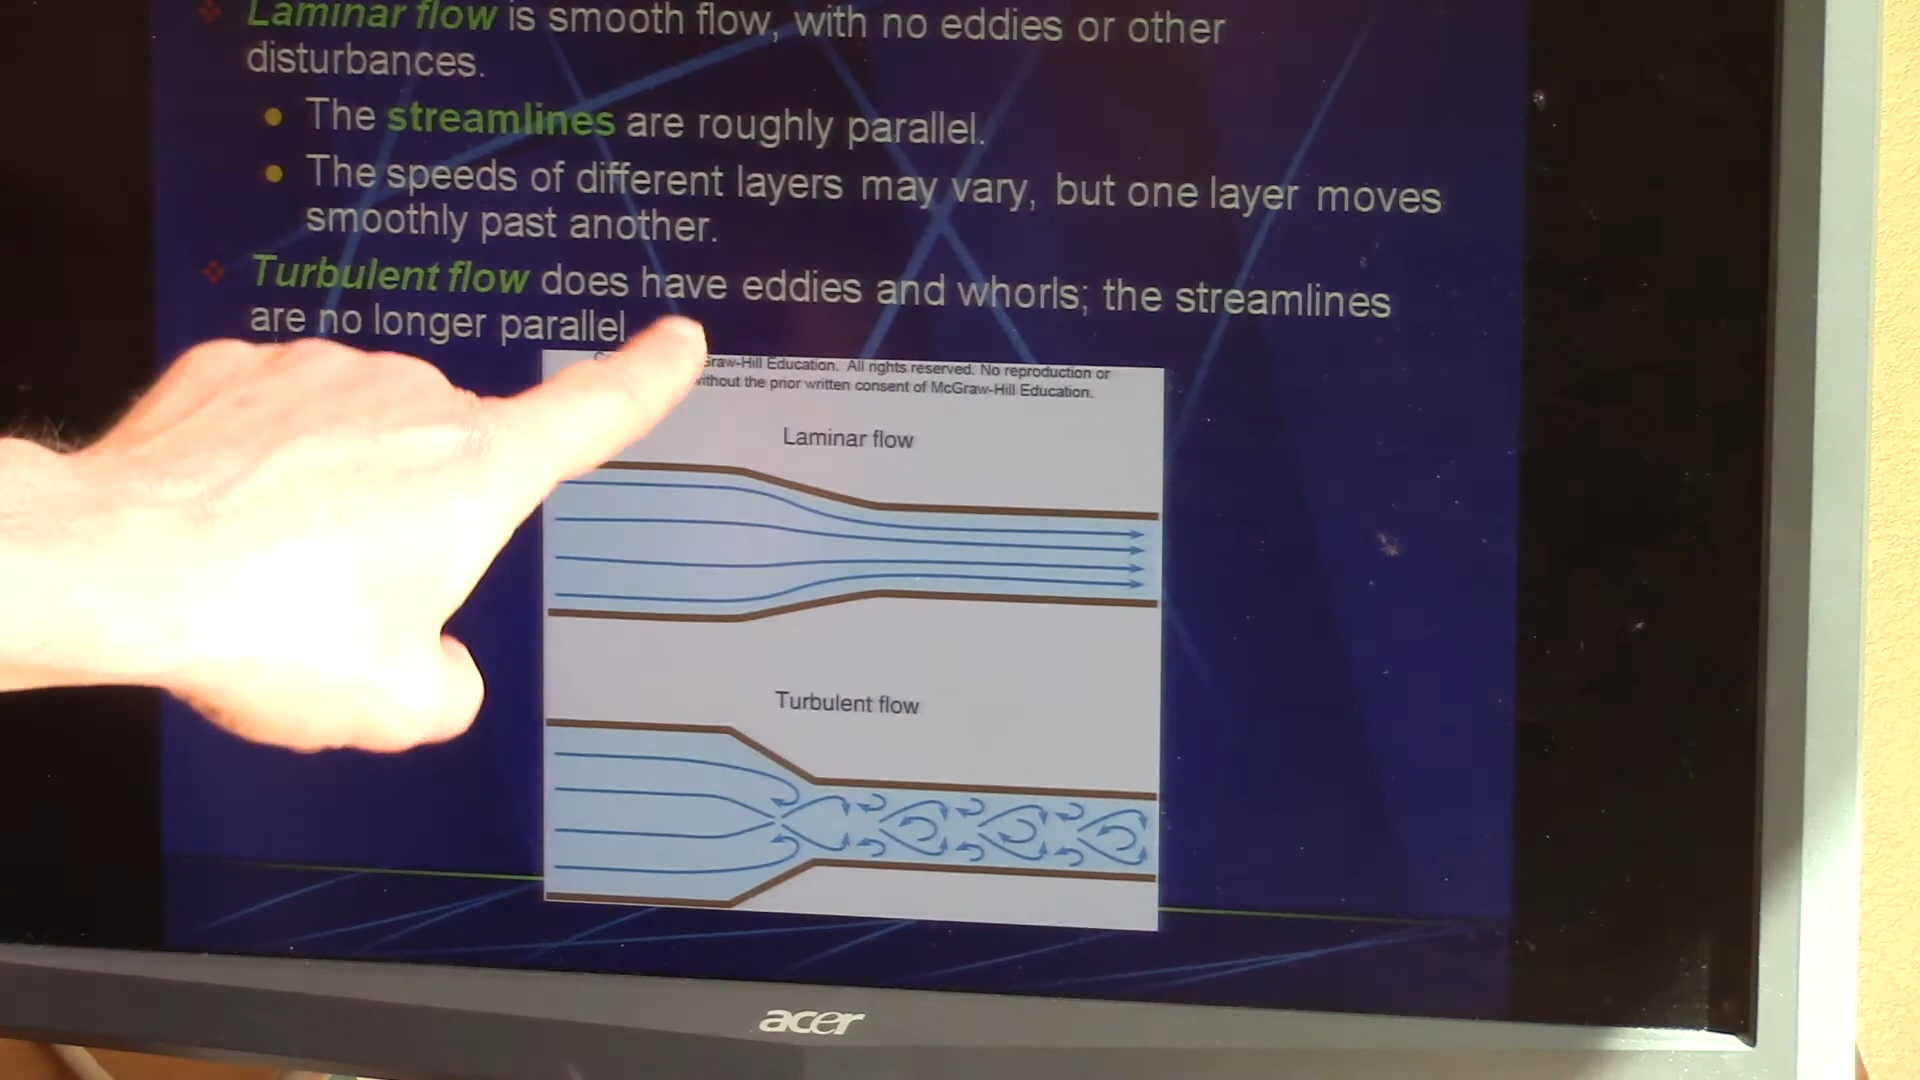 Laminar flow is smooth flow, with no eddies or other
disturbances.
The streamlines are roughly parallel.
The speeds of different layers may vary, but one layer moves
smoothly past another.
Turbulent flow does have eddies and whorls; the streamlines
are no longer parallel.
Graw-Hill Education. All rights reserved. No reproduction or
without the prior written consent of McGraw-Hill Education.
Laminar flow
Turbulent flow
acer